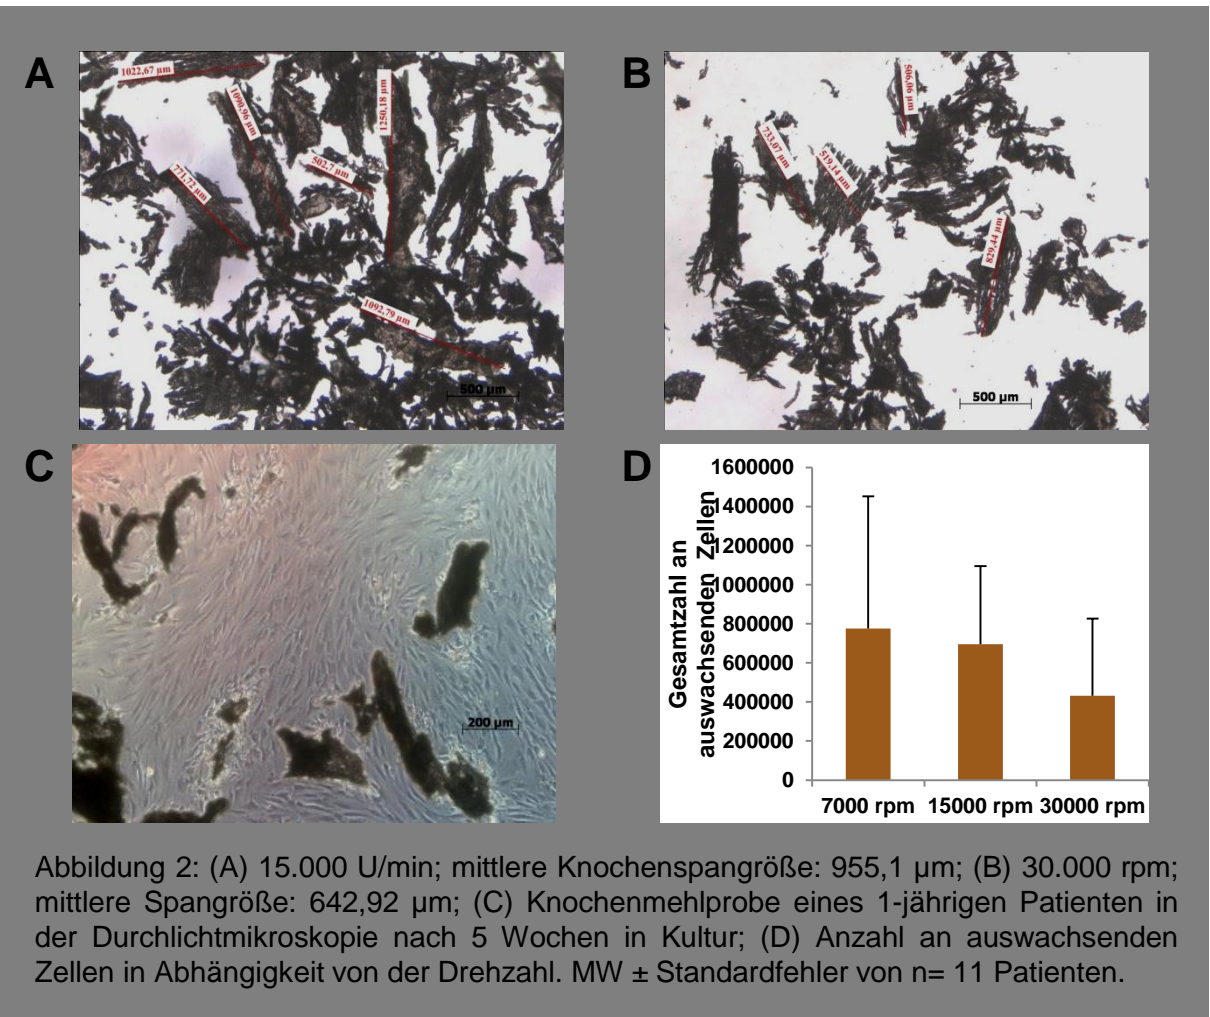 A
1022,67 µm
1090,96 µm
1250,18 µm
502,7 µm
771,72 µm
1092,79 µm
500 µm
B
506,06 µm
733,07 µm
519,14 µm
829,44 µm
500 µm
C
200 µm
D
Gesamtzahl an
auswachsenden Zellen
1600000
1400000
1200000
1000000
800000
600000
400000
200000
0
7000 rpm 15000 rpm 30000 rpm
Abbildung 2: (A) 15.000 U/min; mittlere Knochenspangröße: 955,1 µm; (B) 30.000 rpm;
mittlere Spangröße: 642,92 µm; (C) Knochenmehlprobe eines 1-jährigen Patienten in
der Durchlichtmikroskopie nach 5 Wochen in Kultur; (D) Anzahl an auswachsenden
Zellen in Abhängigkeit von der Drehzahl. MW ± Standardfehler von n= 11 Patienten.